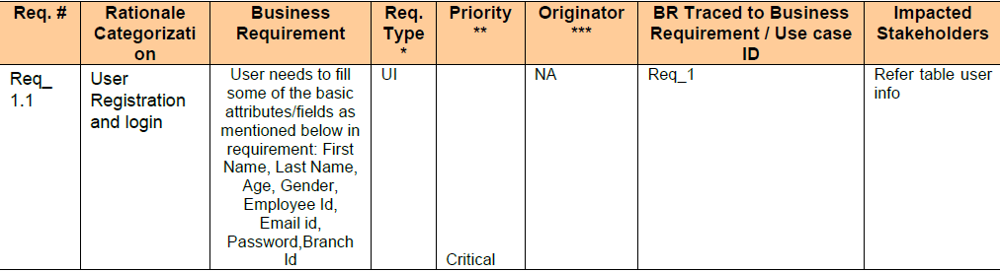 Req. #
Rationale
Categorizati
on
Business
Requirement
Req.
Type
*
Priority
**
Originator
***
BR Traced to Business
Requirement / Use case
ID
Impacted
Stakeholders
Req_
1.1
User
Registration
and login
User needs to fill
some of the basic
attributes/fields as
mentioned below in
requirement: First
Name, Last Name,
Age, Gender,
Employee Id,
Email id,
Password,Branch
Id
UI
Critical
NA
Req_1
Refer table user
info